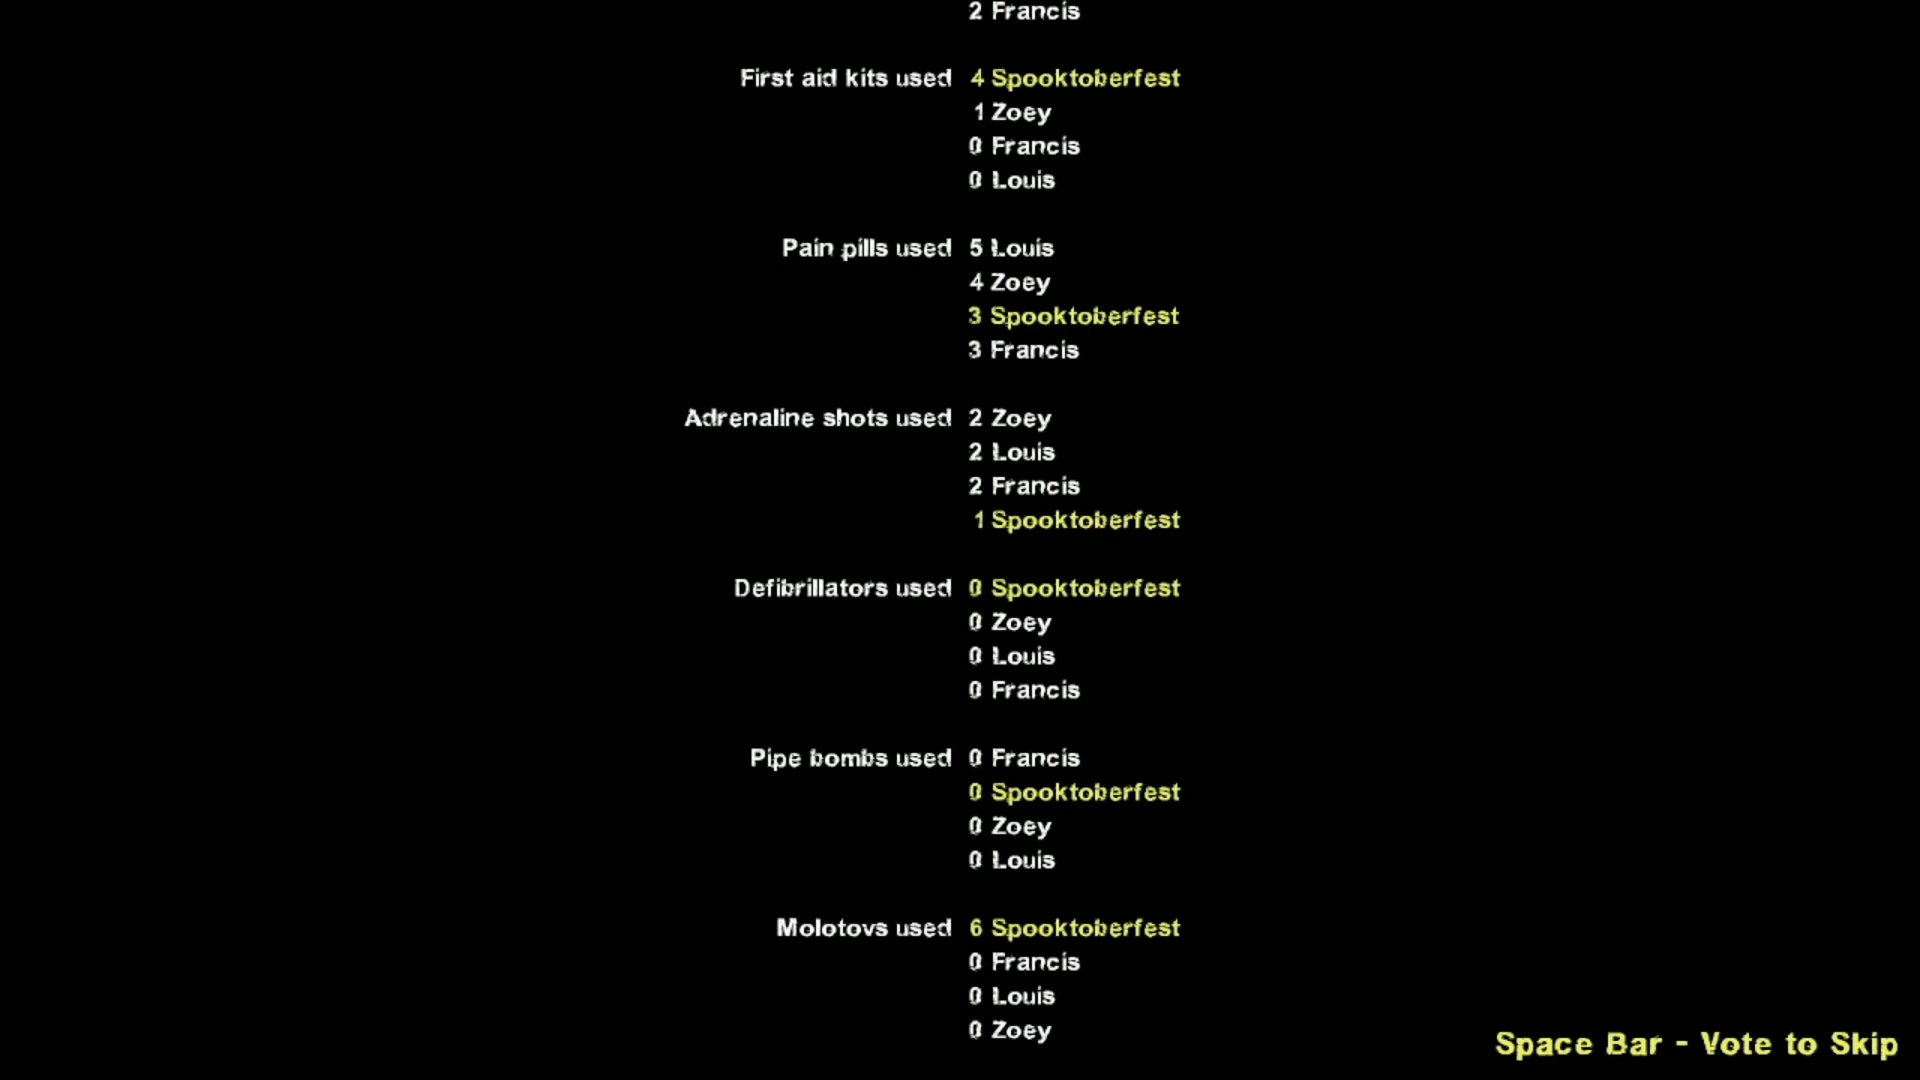 2 Francis
First aid kits used 4 Spooktoberfest
1 Zoey
0 Francis
0 Louis
Pain pills used 5 Louis
4 Zoey
3 Spooktoberfest
3 Francis
Adrenaline shots used 2 Zoey
2 Louis
2 Francis
1 Spooktoberfest
Defibrillators used 0 Spooktoberfest
0 Zoey
0 Louis
0 Francis
Pipe bombs used 0 Francis
0 Spooktoberfest
0 Zoey
0 Louis
Molotovs used 6 Spooktoberfest
0 Francis
0 Louis
0 Zoey
Space Bar - Vote to Skip